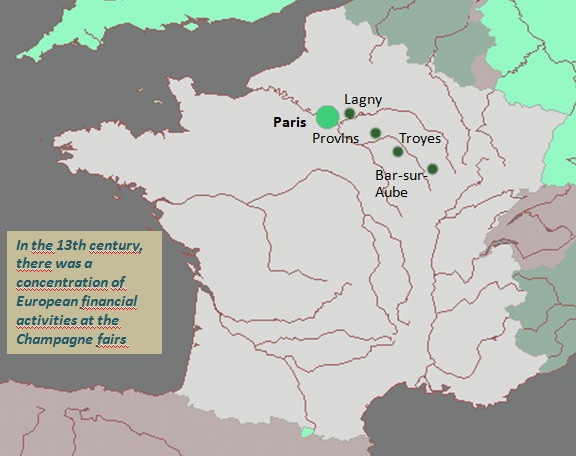 Lagny
Paris
Provins
Troyes
Bar-sur-
Aube
In the 13th century,
there was a
concentration of
European financial
activities at the
Champagne fairs